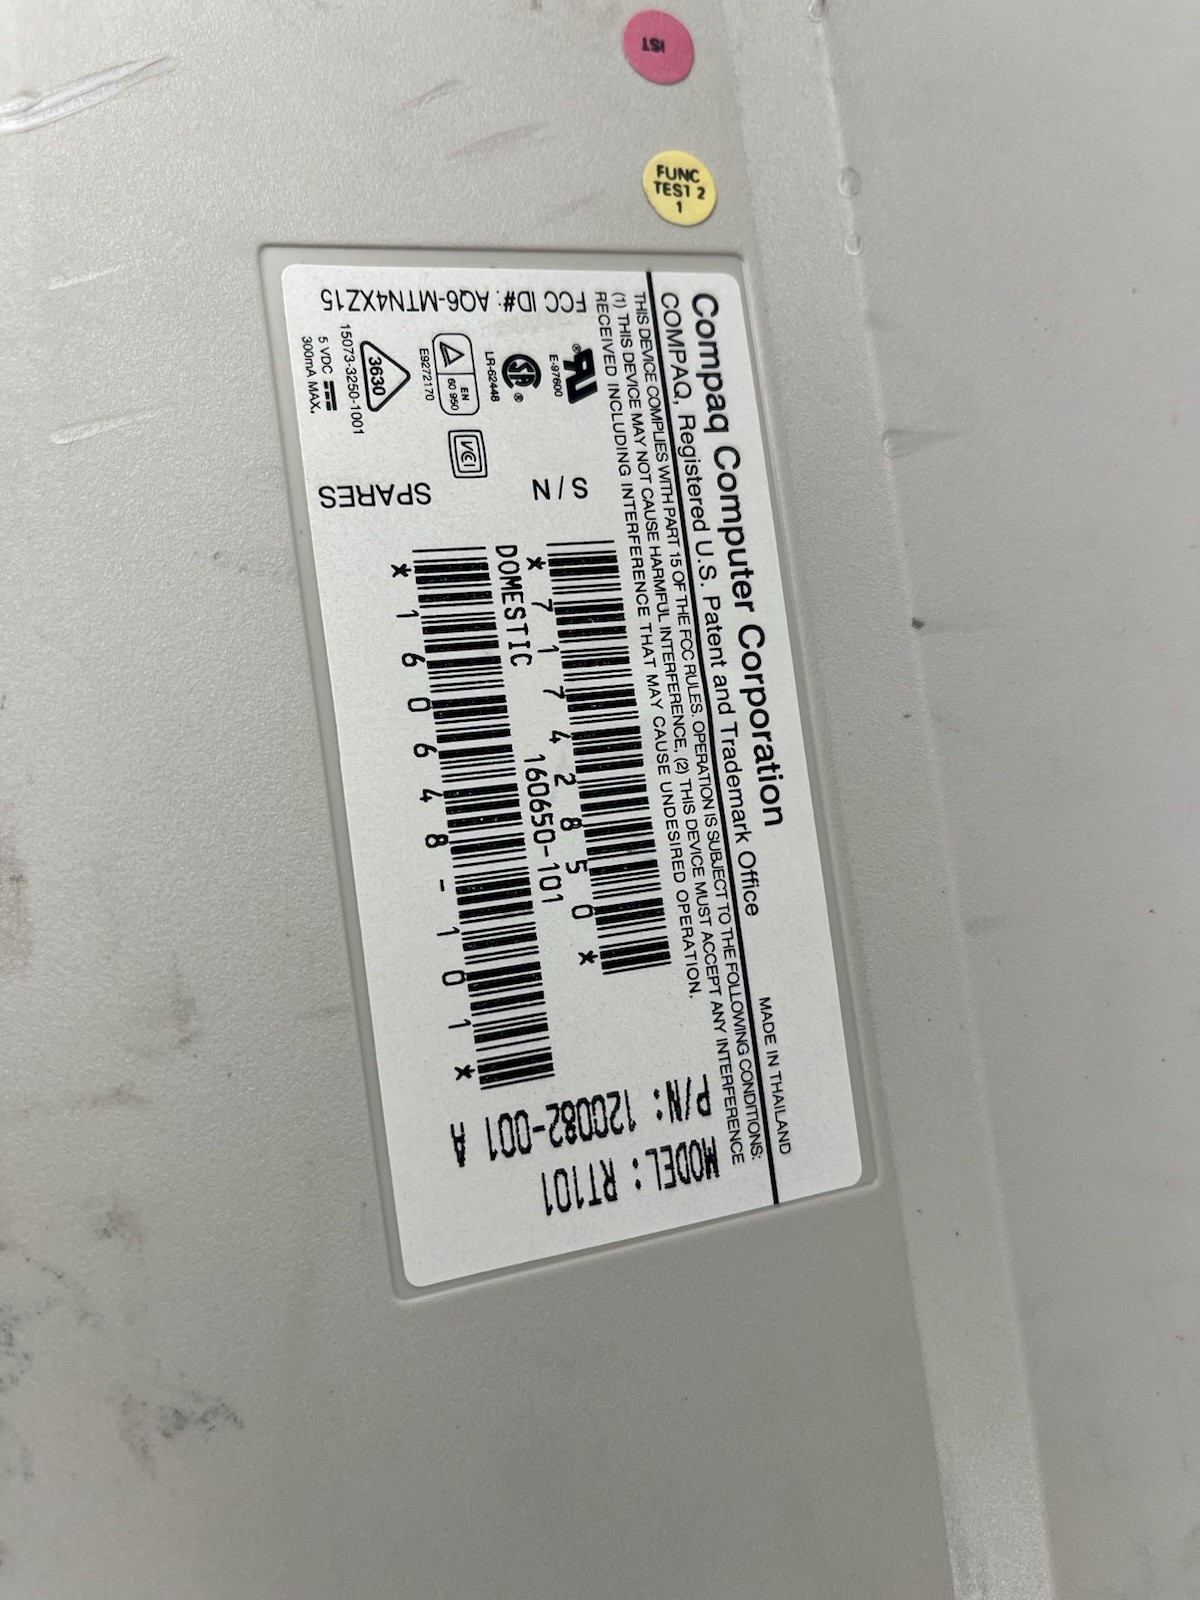 IST
FUNC
TEST 2
1
Compaq Computer Corporation
MADE IN THAILAND
COMPAQ, Registered U.S. Patent and Trademark Office
THIS DEVICE COMPLIES WITH PART 15 OF THE FCC RULES. OPERATION IS SUBJECT TO THE FOLLOWING CONDITIONS:
(1) THIS DEVICE MAY NOT CAUSE HARMFUL INTERFERENCE, (2) THIS DEVICE MUST ACCEPT ANY INTERFERENCE
RECEIVED INCLUDING INTERFERENCE THAT MAY CAUSE UNDESIRED OPERATION.
FCC ID #: AQ6-MTN4XZ15
E-97600
LR-62448
EN
60 950
E9272170
VCI
3630
15073-3250-1001
5 VDC
300mA MAX.
S/N
*71742850*
DOMESTIC 160650-101
SPARES
*160648-101*
P/N: 120082-001 A
MODEL: RT101